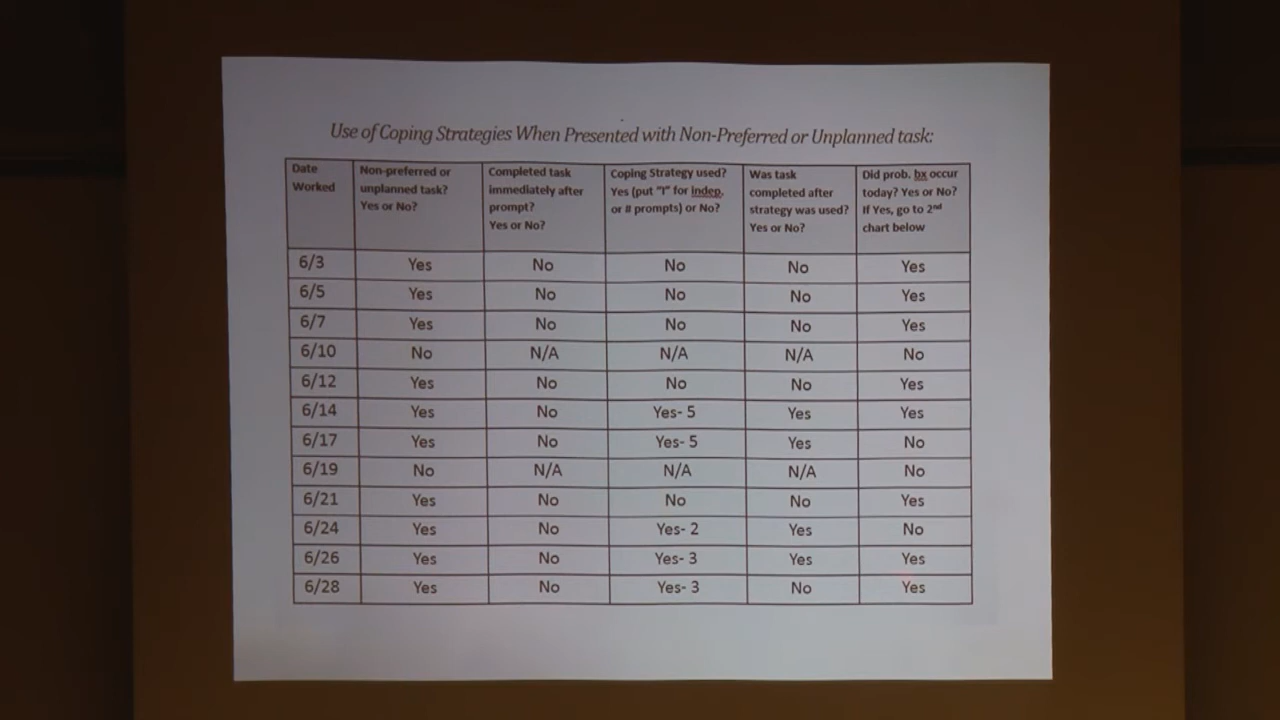 Use of Coping Strategies When Presented with Non-Preferred or Unplanned task:
Date Worked | Non-preferred or unplanned task? Yes or No? | Completed task immediately after prompt? Yes or No? | Coping Strategy used? Yes (put "I" for indep. or # prompts) or No? | Was task completed after strategy was used? Yes or No? | Did prob. bx occur today? Yes or No? If Yes, go to 2nd chart below
6/3 Yes No No No Yes
6/5 Yes No No No Yes
6/7 Yes No No No Yes
6/10 No N/A N/A N/A No
6/12 Yes No No No Yes
6/14 Yes No Yes- 5 Yes Yes
6/17 Yes No Yes- 5 Yes No
6/19 No N/A N/A N/A No
6/21 Yes No No No Yes
6/24 Yes No Yes- 2 Yes No
6/26 Yes No Yes- 3 Yes Yes
6/28 Yes No Yes- 3 No Yes